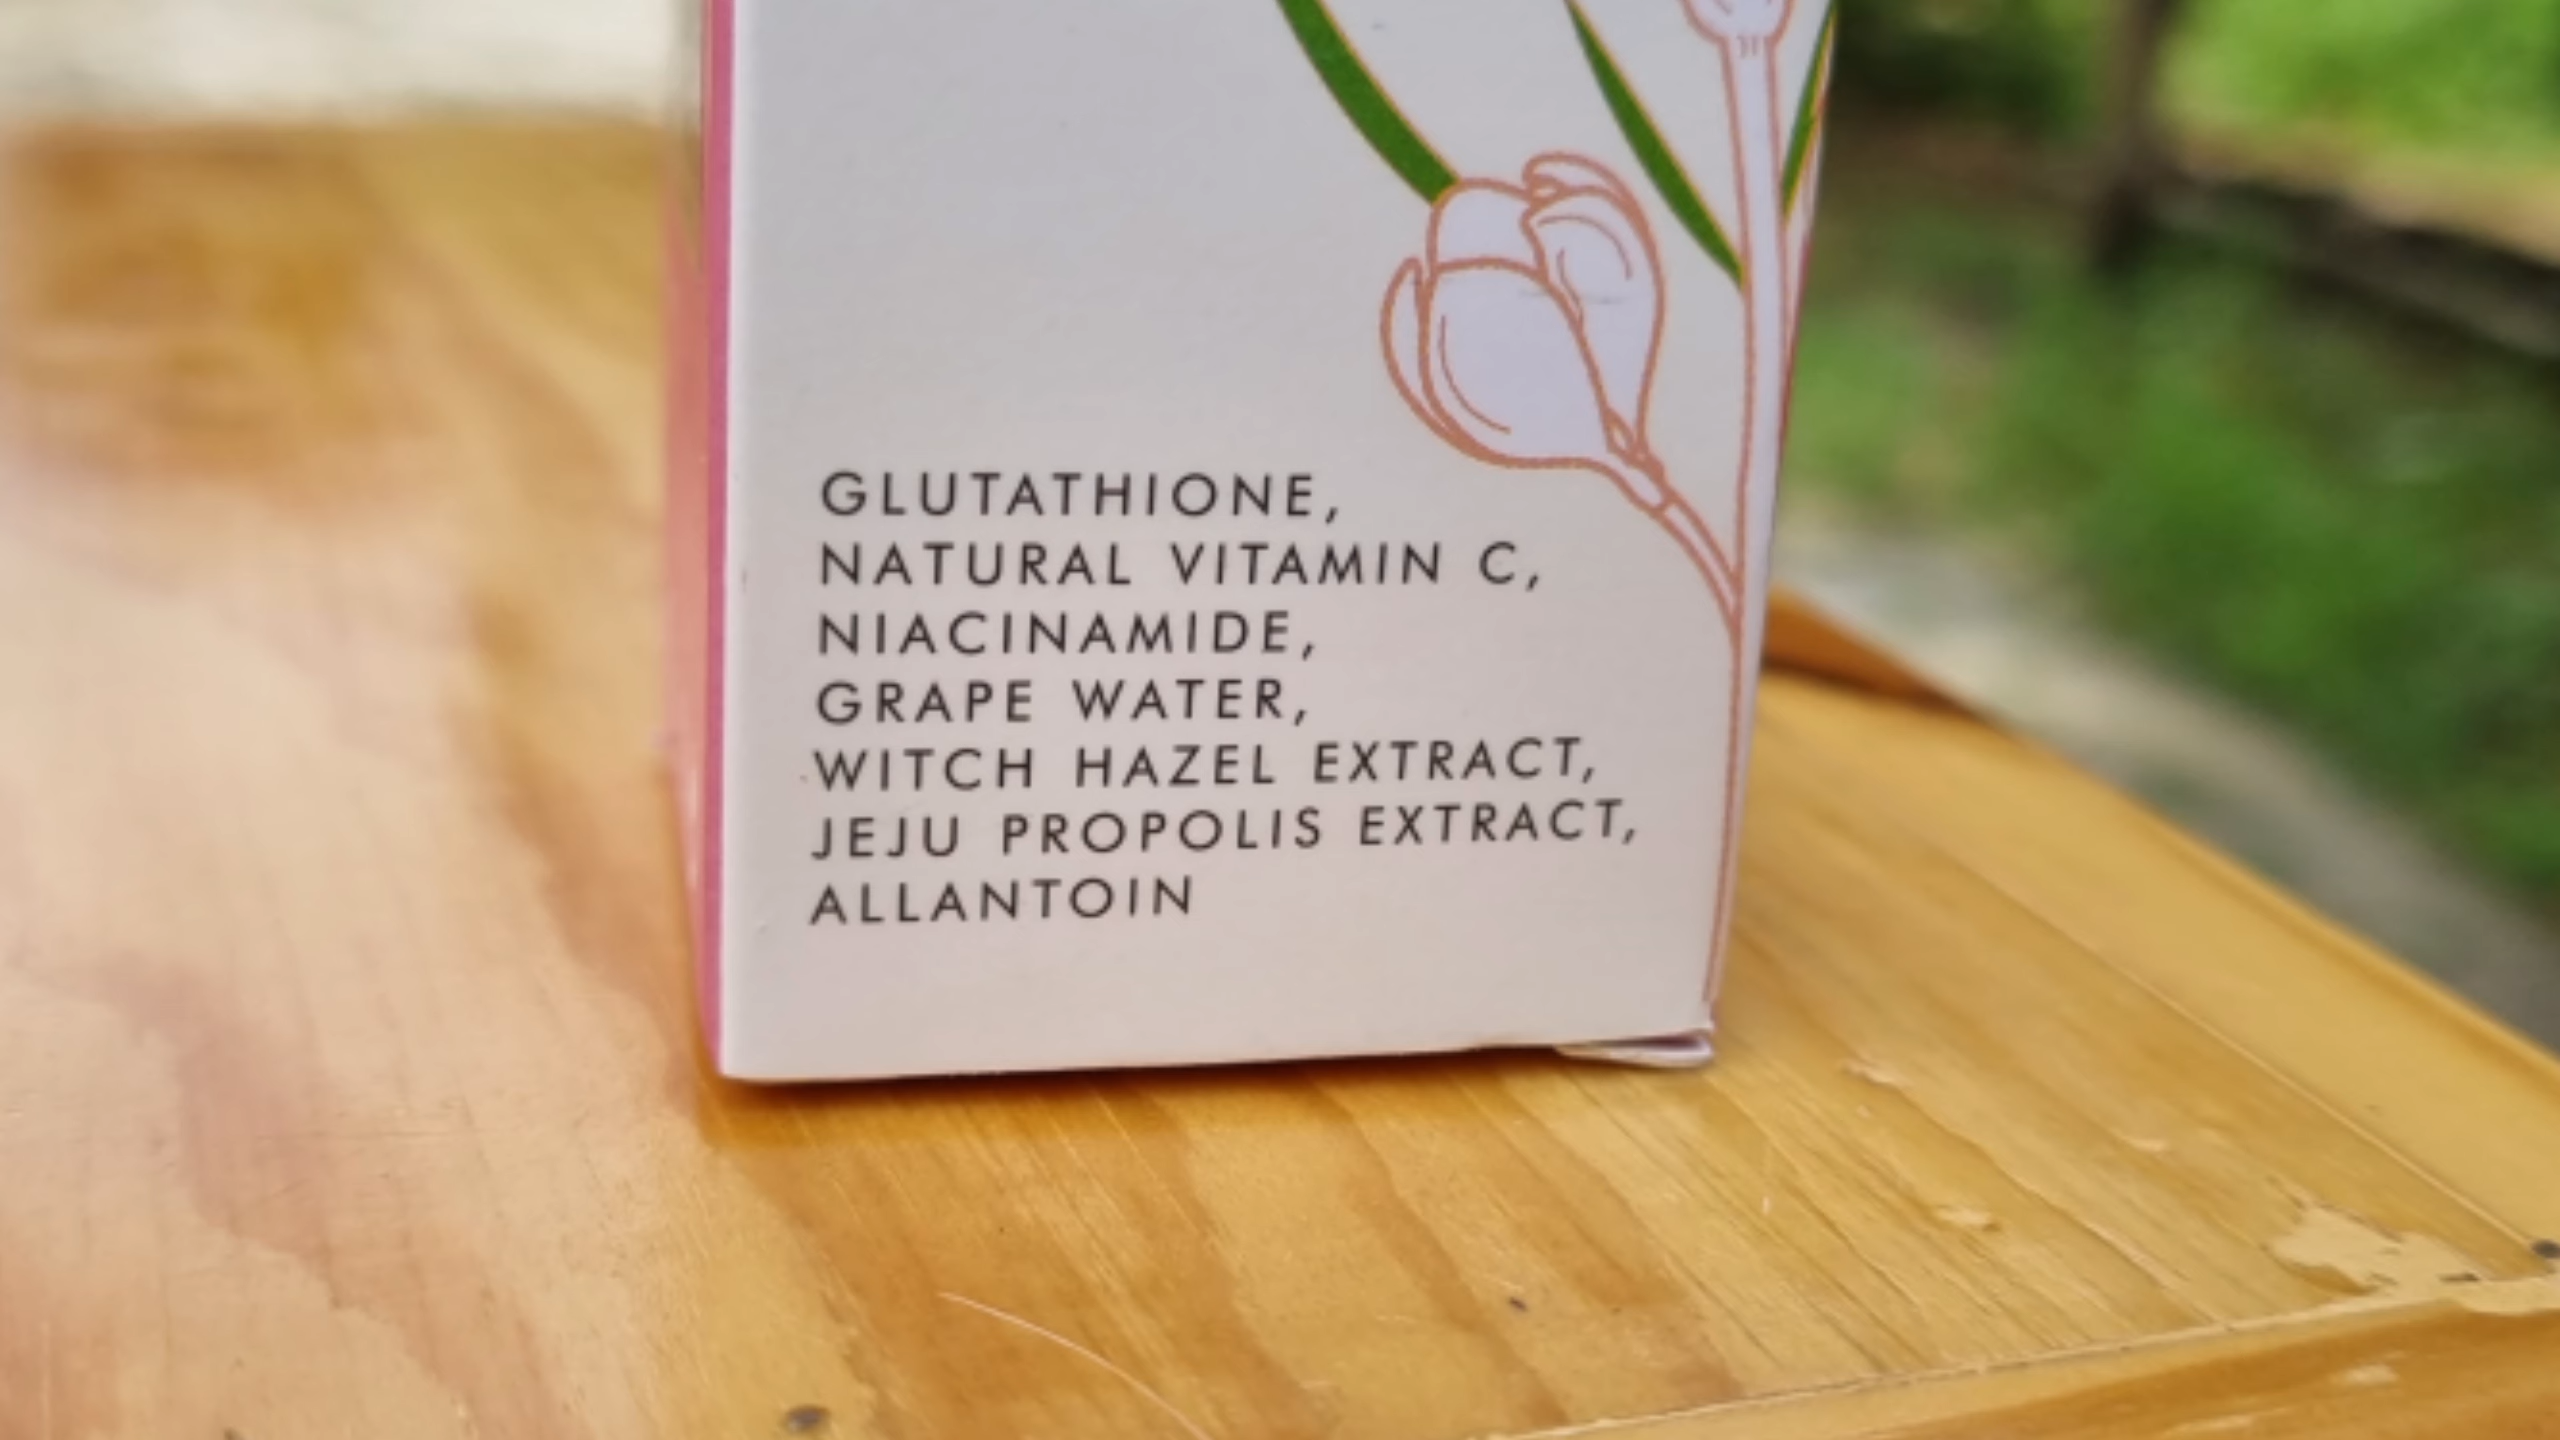 GLUTATHIONE,
NATURAL VITAMIN C,
NIACINAMIDE,
GRAPE WATER,
WITCH HAZEL EXTRACT,
JEJU PROPOLIS EXTRACT,
ALLANTOIN